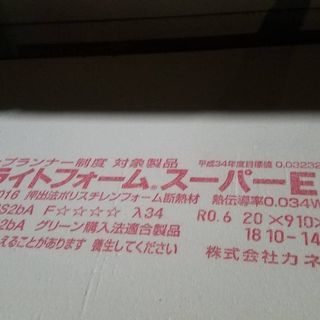 プランナー制度 対象製品 平成34年度目標値 0.03232
ライトフォーム®スーパーE
016 押出法ポリスチレンフォーム断熱材 熱伝導率0.034W
S2bA F☆☆☆☆ λ34 R0.6 20×910×
2bA グリーン購入法適合製品 18 10-14
えることがあります 養生してください 株式会社カネ